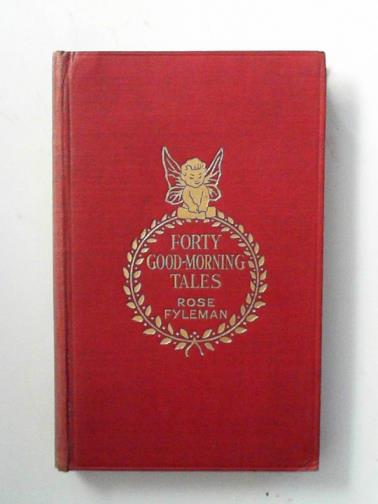 FORTY
GOOD-MORNING
TALES
ROSE
FYLEMAN